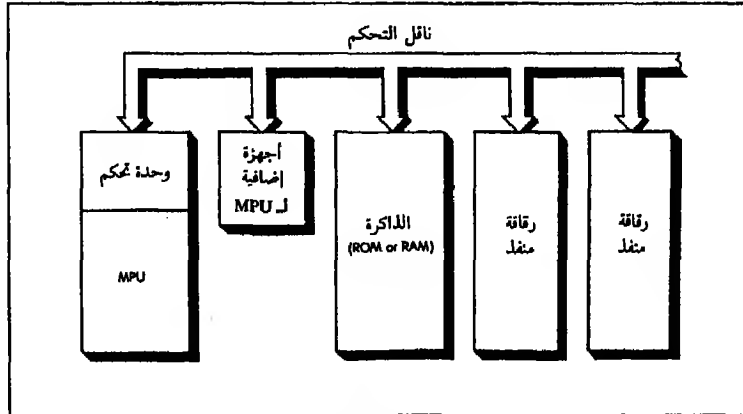 ناقل التحكم
وحدة تحكم
MPU
أجهزة
إضافية
لـ MPU
الذاكرة
(ROM or RAM)
رقاقة
منفذ
رقاقة
منفذ